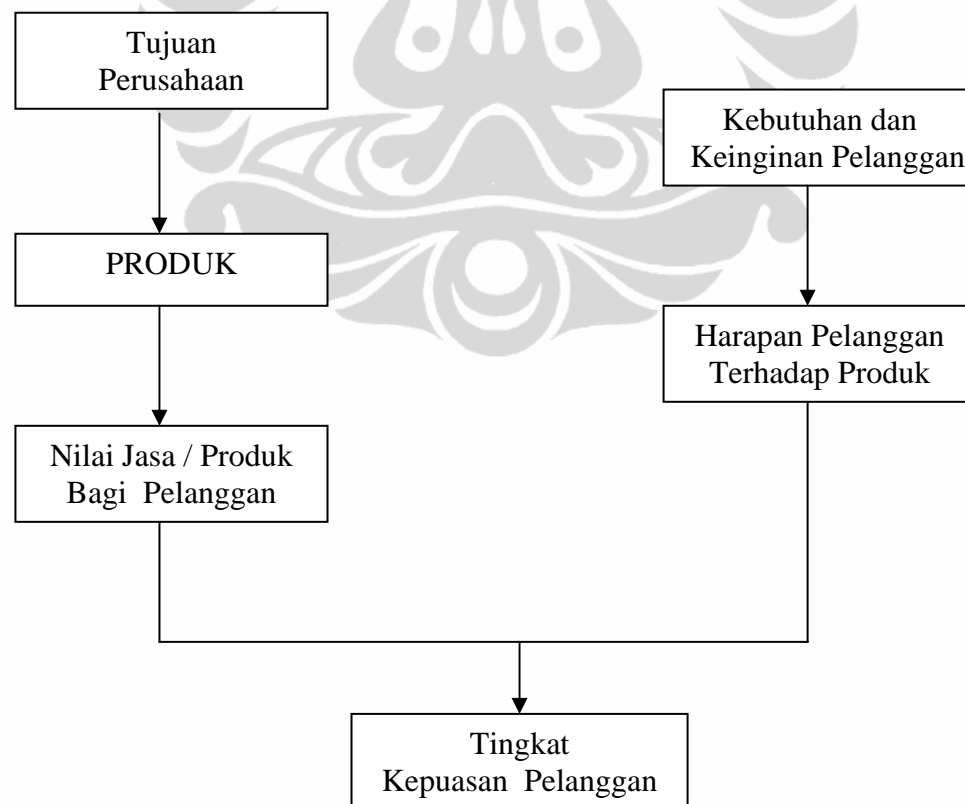 Tujuan
Perusahaan
Kebutuhan dan
Keinginan Pelanggan
PRODUK
Harapan Pelanggan
Terhadap Produk
Nilai Jasa / Produk
Bagi Pelanggan
Tingkat
Kepuasan Pelanggan